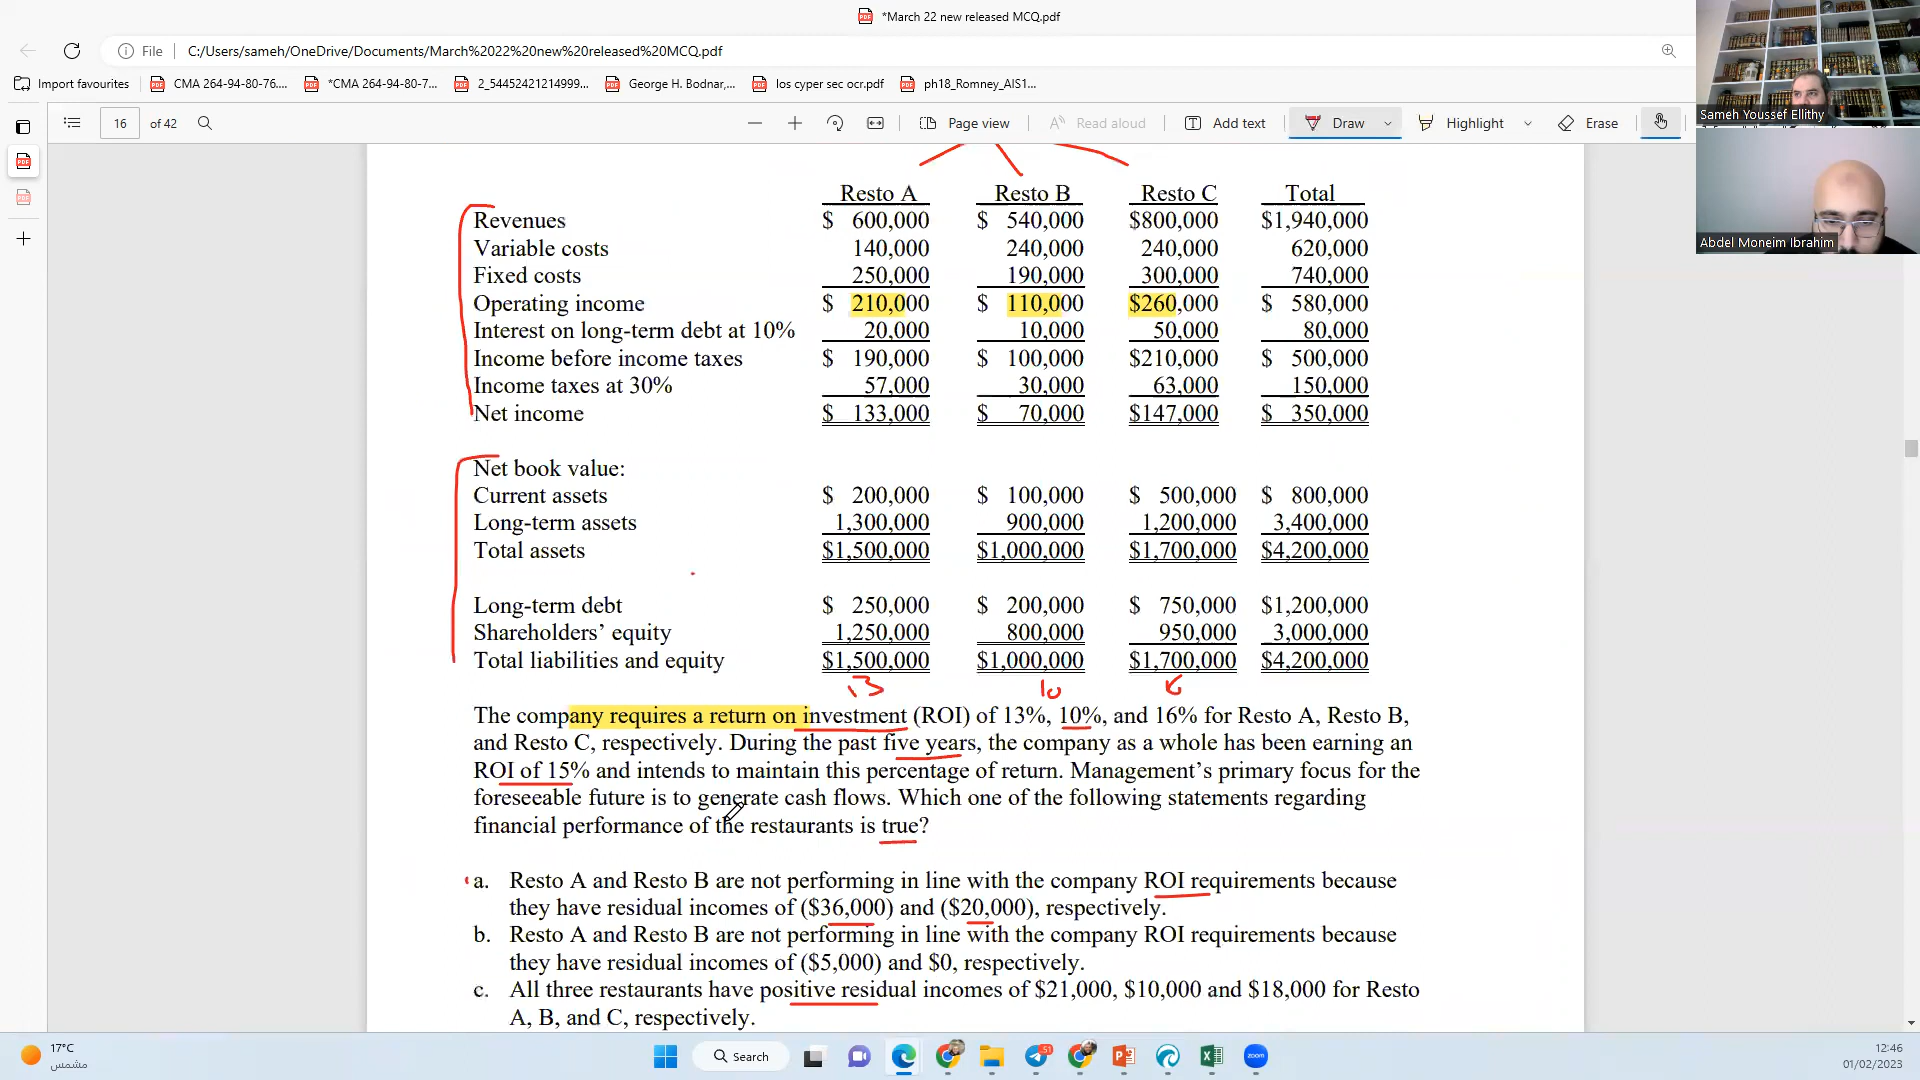 *March 22 new released MCQ.pdf
File C:/Users/sameh/OneDrive/Documents/March%2022%20new%20released%20MCQ.pdf
Import favourites CMA 264-94-80-76.... *CMA 264-94-80-7... 2_54452421214999... George H. Bodnar,... los cyper sec ocr.pdf ph18_Romney_AIS1...
16 of 42 Page view Read aloud Add text Draw Highlight Erase
Sameh Youssef Ellithy
Abdel Moneim Ibrahim
Resto A Resto B Resto C Total
Revenues $ 600,000 $ 540,000 $800,000 $1,940,000
Variable costs 140,000 240,000 240,000 620,000
Fixed costs 250,000 190,000 300,000 740,000
Operating income $ 210,000 $ 110,000 $260,000 $ 580,000
Interest on long-term debt at 10% 20,000 10,000 50,000 80,000
Income before income taxes $ 190,000 $ 100,000 $210,000 $ 500,000
Income taxes at 30% 57,000 30,000 63,000 150,000
Net income $ 133,000 $ 70,000 $147,000 $ 350,000
Net book value:
Current assets $ 200,000 $ 100,000 $ 500,000 $ 800,000
Long-term assets 1,300,000 900,000 1,200,000 3,400,000
Total assets $1,500,000 $1,000,000 $1,700,000 $4,200,000
Long-term debt $ 250,000 $ 200,000 $ 750,000 $1,200,000
Shareholders’ equity 1,250,000 800,000 950,000 3,000,000
Total liabilities and equity $1,500,000 $1,000,000 $1,700,000 $4,200,000
13 10
The company requires a return on investment (ROI) of 13%, 10%, and 16% for Resto A, Resto B,
and Resto C, respectively. During the past five years, the company as a whole has been earning an
ROI of 15% and intends to maintain this percentage of return. Management’s primary focus for the
foreseeable future is to generate cash flows. Which one of the following statements regarding
financial performance of the restaurants is true?
a. Resto A and Resto B are not performing in line with the company ROI requirements because
they have residual incomes of ($36,000) and ($20,000), respectively.
b. Resto A and Resto B are not performing in line with the company ROI requirements because
they have residual incomes of ($5,000) and $0, respectively.
c. All three restaurants have positive residual incomes of $21,000, $10,000 and $18,000 for Resto
A, B, and C, respectively.
17°C
مشمس
Search
51
zoom
12:46
01/02/2023